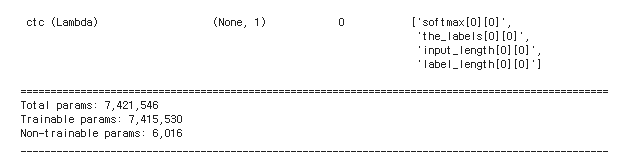 ctc (Lambda) (None, 1) 0 ['softmax[0][0]',
'the_labels[0][0]',
'input_length[0][0]',
'label_length[0][0]']
==================================================================================================
Total params: 7,421,546
Trainable params: 7,415,530
Non-trainable params: 6,016
__________________________________________________________________________________________________